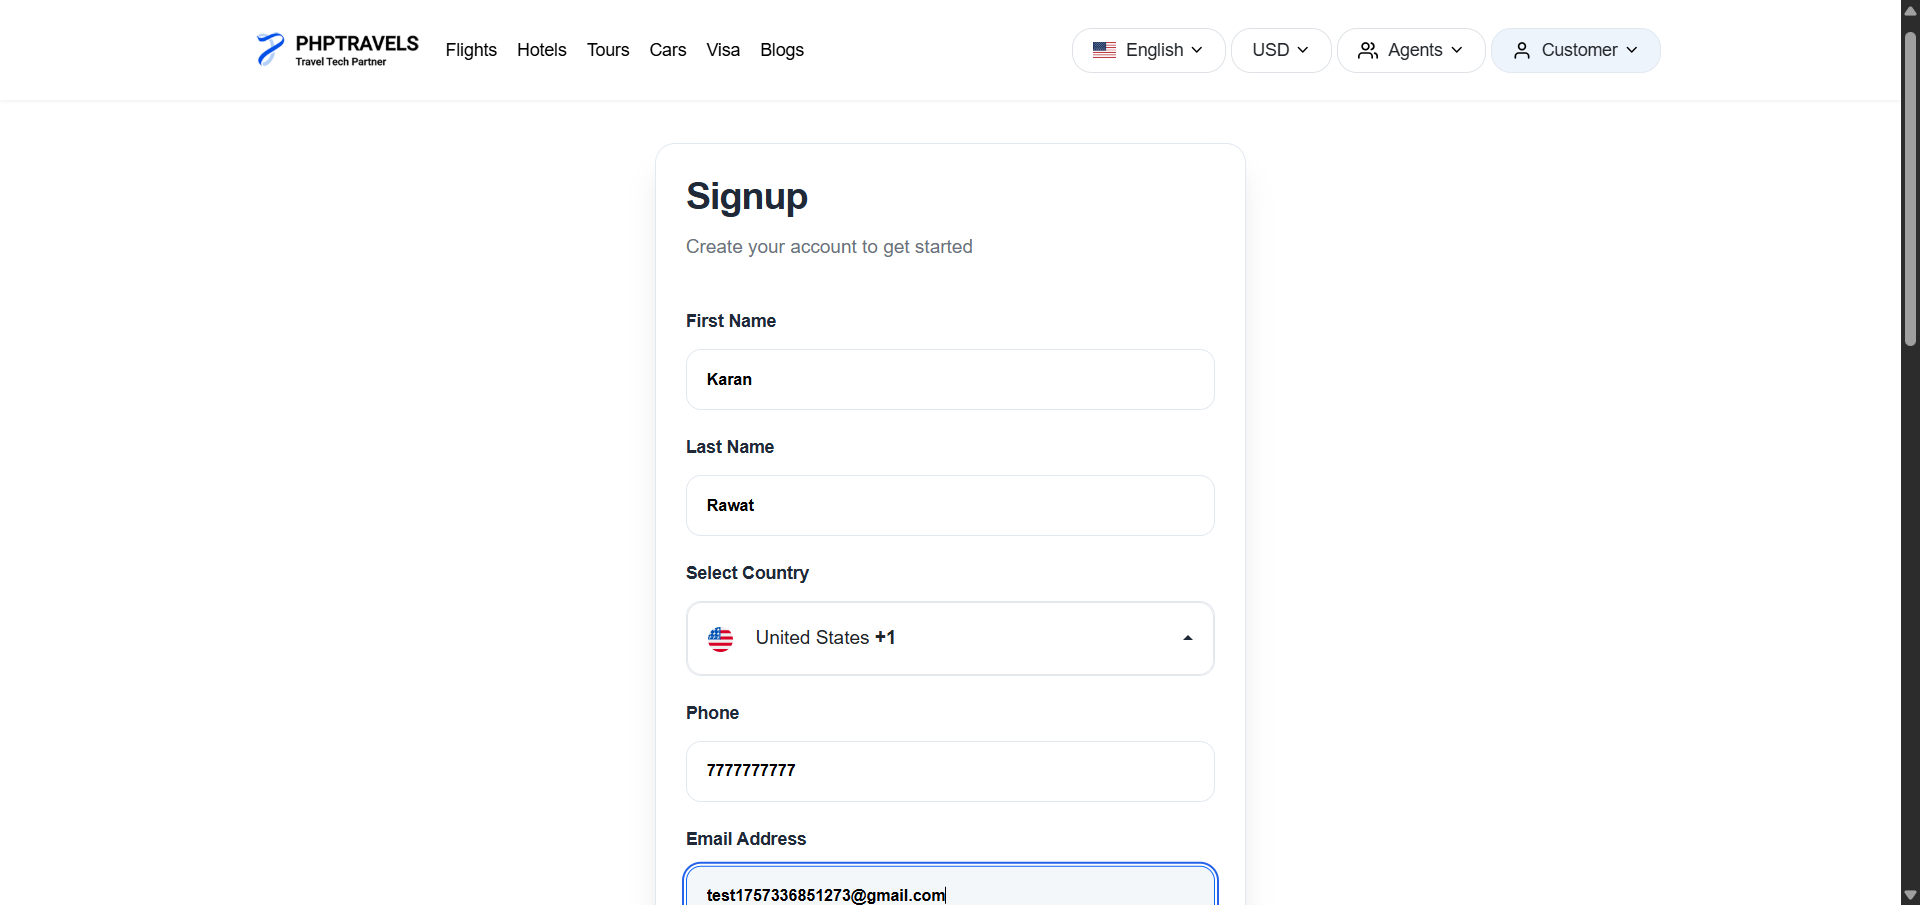 PHPTRAVELS
Travel Tech Partner
Flights Hotels Tours Cars Visa Blogs
English USD Agents Customer
Signup
Create your account to get started
First Name
Karan
Last Name
Rawat
Select Country
United States +1
Phone
7777777777
Email Address
test1757336851273@gmail.com